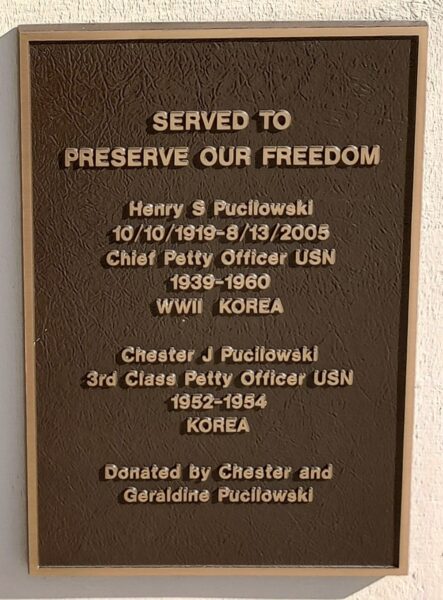 SERVED TO
PRESERVE OUR FREEDOM
Henry S Pucilowski
10/10/1919-8/13/2005
Chief Petty Officer USN
1939-1960
WWII KOREA
Chester J Pucilowski
3rd Class Petty Officer USN
1952-1954
KOREA
Donated by Chester and
Geraldine Pucilowski